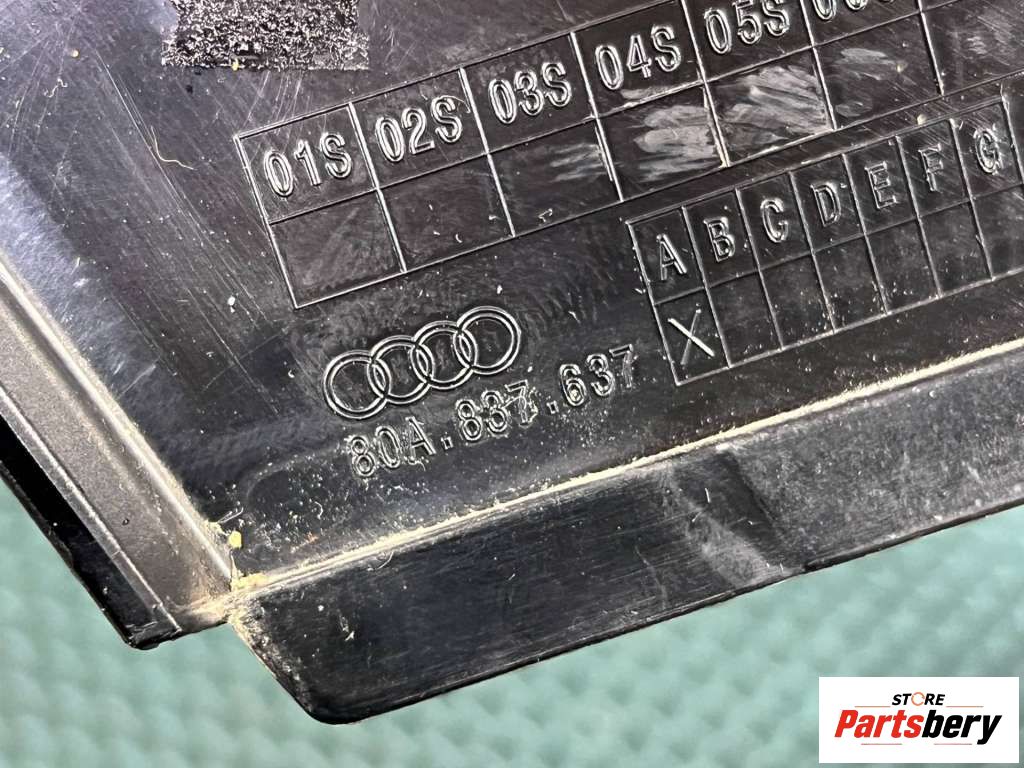 01S 02S 03S 04S 05S
A B C D E F G
X
80A.837.637
STORE
Partsbery